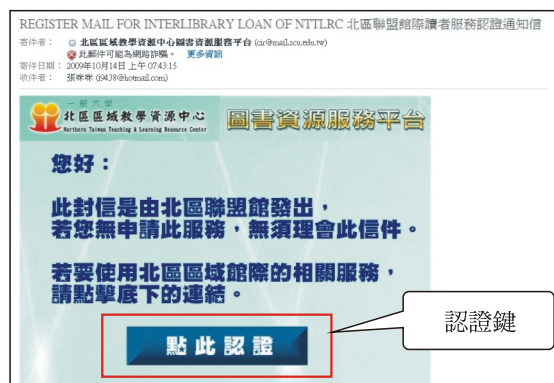 REGISTER MAIL FOR INTERLIBRARY LOAN OF NTTLRC 北區聯盟館際讀者服務認證通知信
寄件者： 北區區域教學資源中心圖書資源服務平台 (cir@mail.scu.edu.tw)
此郵件可能為網路詐騙。 更多資訊
寄件日期： 2009年10月14日 上午 07:43:15
收件者： 張咪咪 (69438@hotmail.com)
北區區域教學資源中心
Northern Taiwan Teaching & Learning Resource Center
圖書資源服務平台
您好：
此封信是由北區聯盟館發出，
若您無申請此服務，無須理會此信件。
若要使用北區區域館際的相關服務，
請點擊底下的連結。
點此認證
認證鍵